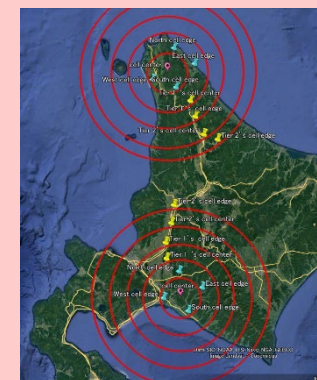 North cell edge
East cell edge
cell center
West cell edge
South cell edge
Tier 1's cell center
Tier 1's cell edge
Tier 2's cell center
Tier 2's cell edge
Tier 2's cell edge
Tier 2's cell center
Tier 1's cell edge
Tier 1's cell center
North cell edge
cell center
East cell edge
West cell edge
South cell edge